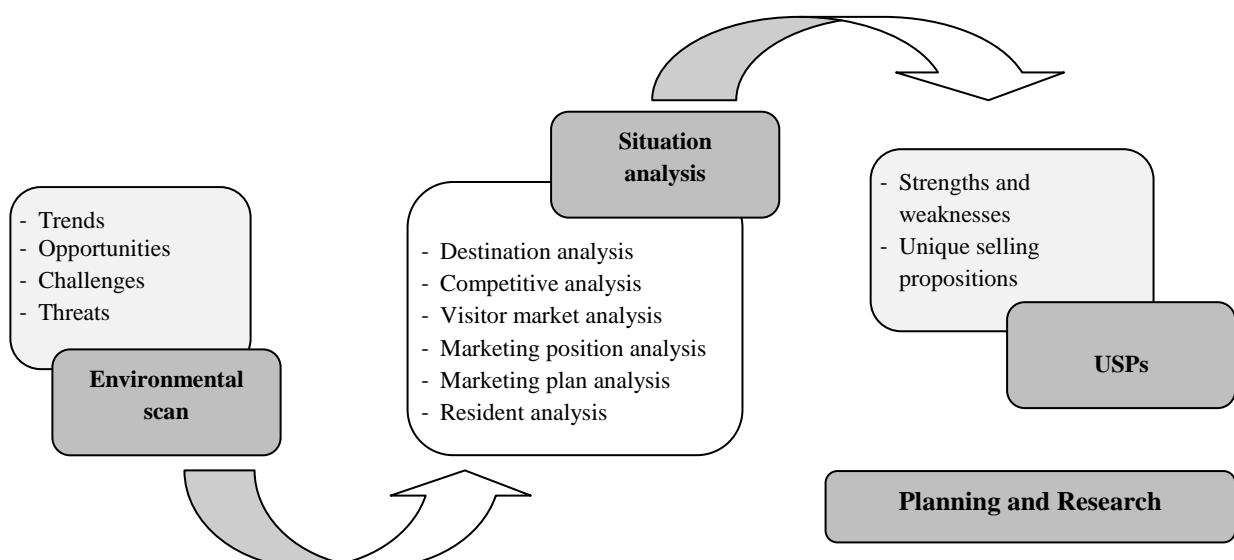 - Trends
- Opportunities
- Challenges
- Threats
Environmental
scan
Situation
analysis
- Destination analysis
- Competitive analysis
- Visitor market analysis
- Marketing position analysis
- Marketing plan analysis
- Resident analysis
- Strengths and
weaknesses
- Unique selling
propositions
USPs
Planning and Research